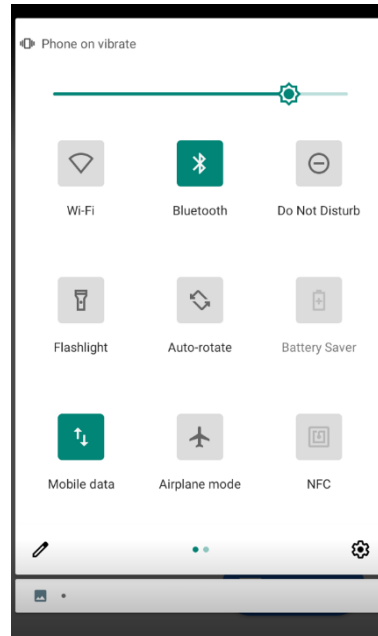 Phone on vibrate
Wi-Fi
Bluetooth
Do Not Disturb
Flashlight
Auto-rotate
Battery Saver
Mobile data
Airplane mode
NFC